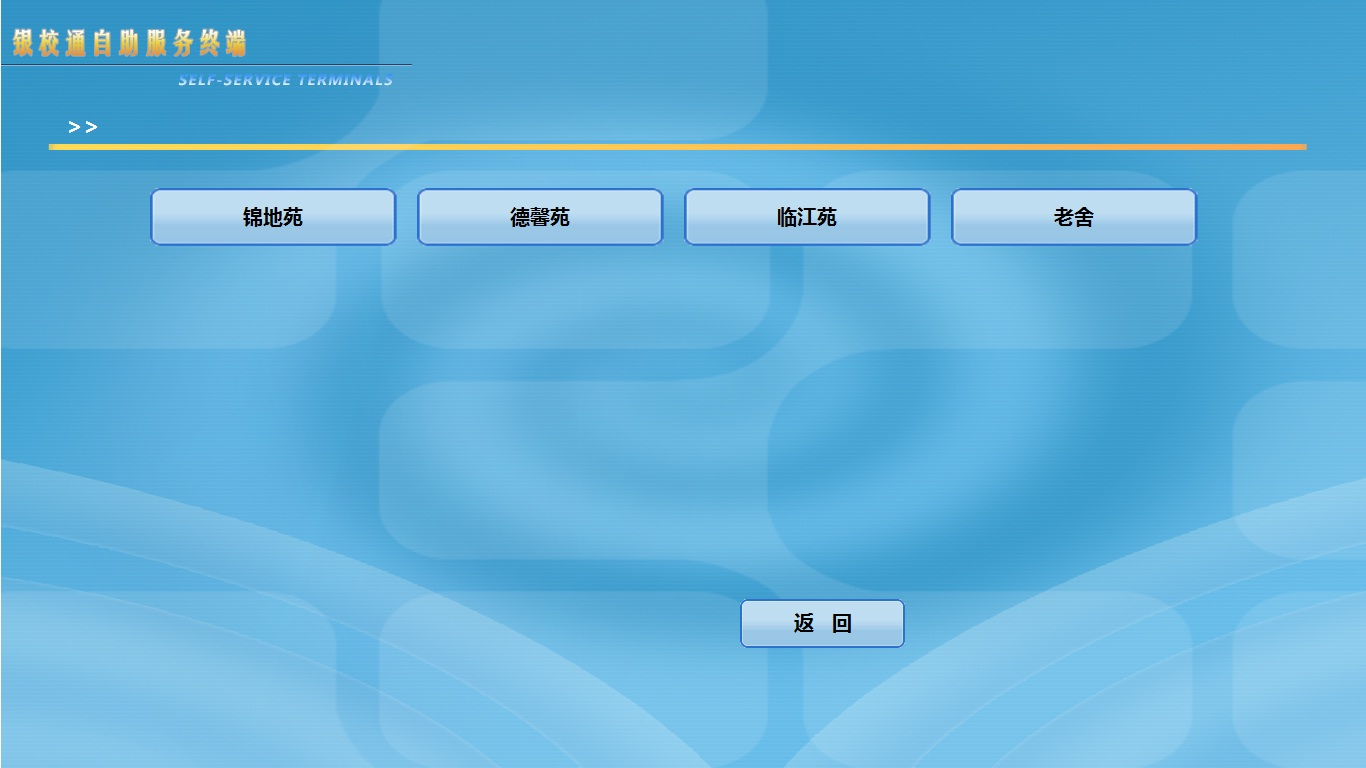 银校通自助服务终端
SELF-SERVICE TERMINALS
>>
锦地苑
德馨苑
临江苑
老舍
返 回